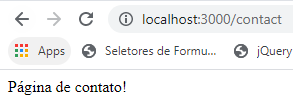 localhost:3000/contact
Apps Seletores de Formu... jQuery
Página de contato!